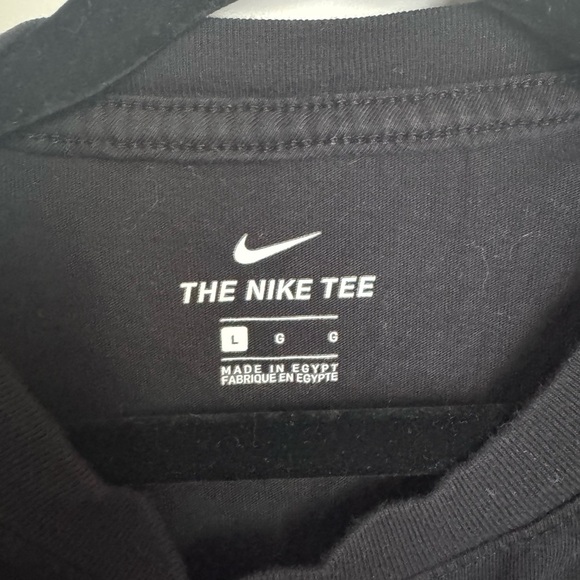 THE NIKE TEE
L G G
MADE IN EGYPT
FABRIQUE EN EGYPTE